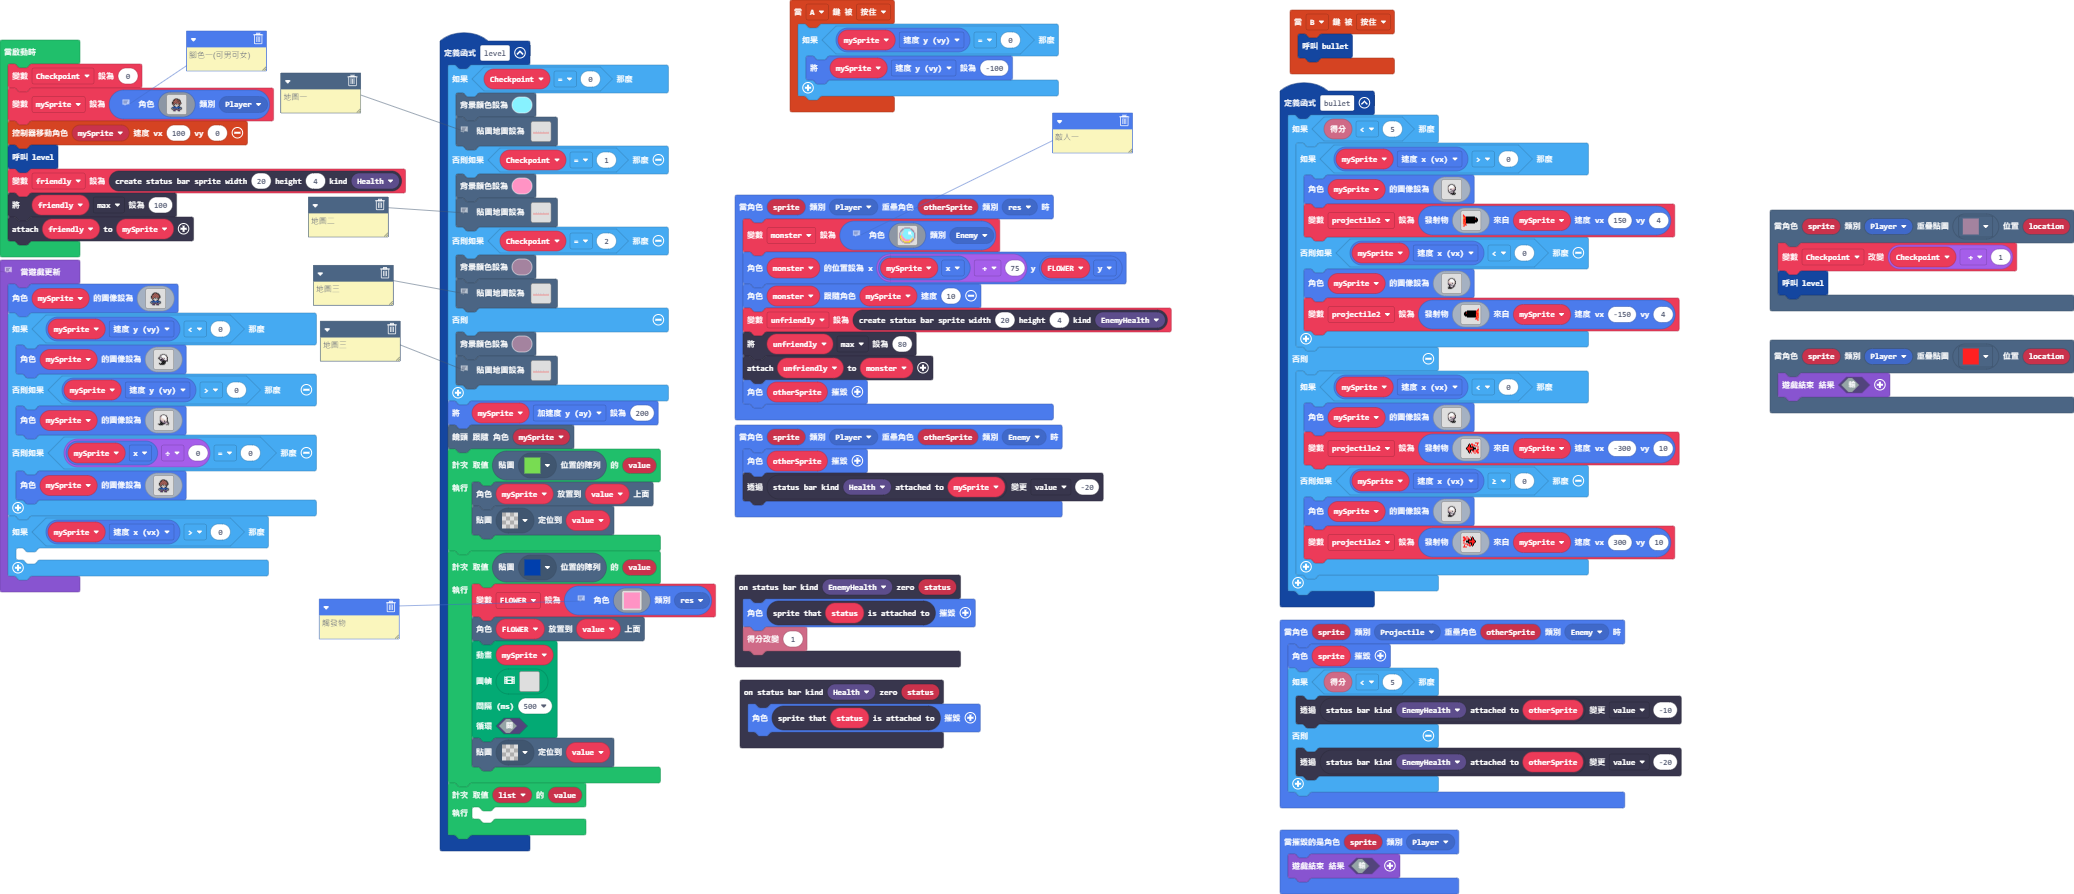 當啟動時
變數 Checkpoint 設為 0
變數 mySprite 設為 角色 類別 Player
控制器移動角色 mySprite 速度 vx 100 vy 0
呼叫 level
變數 friendly 設為 create status bar sprite width 20 height 4 kind Health
將 friendly max 設為 100
attach friendly to mySprite
腳色一(可男可女)
地圖一
地圖二
地圖三
地圖三
觸發物
當遊戲更新
角色 mySprite 的圖像設為
如果 mySprite 速度 y (vy) < 0 那麼
角色 mySprite 的圖像設為
否則如果 mySprite 速度 y (vy) > 0 那麼
角色 mySprite 的圖像設為
否則如果 mySprite x ÷ 0 = 0 那麼
角色 mySprite 的圖像設為
如果 mySprite 速度 x (vx) > 0 那麼
定義函式 level
如果 Checkpoint = 0 那麼
背景顏色設為
貼圖地圖設為
否則如果 Checkpoint = 1 那麼
背景顏色設為
貼圖地圖設為
否則如果 Checkpoint = 2 那麼
背景顏色設為
貼圖地圖設為
否則
背景顏色設為
貼圖地圖設為
將 mySprite 加速度 y (ay) 設為 200
鏡頭 跟隨 角色 mySprite
計次 取值 貼圖 位置的陣列 的 value
執行
角色 mySprite 放置到 value 上面
貼圖 定位到 value
計次 取值 貼圖 位置的陣列 的 value
執行
變數 FLOWER 設為 角色 類別 res
角色 FLOWER 放置到 value 上面
動畫 mySprite
圖幀
間隔 (ms) 500
循環
貼圖 定位到 value
計次 取值 list 的 value
執行
當 A 鍵 被 按住
如果 mySprite 速度 y (vy) = 0 那麼
將 mySprite 速度 y (vy) 設為 -100
敵人一
當角色 sprite 類別 Player 重疊角色 otherSprite 類別 res 時
變數 monster 設為 角色 類別 Enemy
角色 monster 的位置設為 x mySprite x + 75 y FLOWER y
角色 monster 跟隨角色 mySprite 速度 10
變數 unfriendly 設為 create status bar sprite width 20 height 4 kind EnemyHealth
將 unfriendly max 設為 80
attach unfriendly to monster
角色 otherSprite 摧毀
當角色 sprite 類別 Player 重疊角色 otherSprite 類別 Enemy 時
角色 otherSprite 摧毀
透過 status bar kind Health attached to mySprite 變更 value -20
on status bar kind EnemyHealth zero status
角色 sprite that status is attached to 摧毀
得分改變 1
on status bar kind Health zero status
角色 sprite that status is attached to 摧毀
當 B 鍵 被 按住
呼叫 bullet
定義函式 bullet
如果 得分 < 5 那麼
如果 mySprite 速度 x (vx) > 0 那麼
角色 mySprite 的圖像設為
變數 projectile2 設為 發射物 來自 mySprite 速度 vx 150 vy 4
否則如果 mySprite 速度 x (vx) < 0 那麼
角色 mySprite 的圖像設為
變數 projectile2 設為 發射物 來自 mySprite 速度 vx -150 vy 4
否則
如果 mySprite 速度 x (vx) < 0 那麼
角色 mySprite 的圖像設為
變數 projectile2 設為 發射物 來自 mySprite 速度 vx -300 vy 10
否則如果 mySprite 速度 x (vx) ≥ 0 那麼
角色 mySprite 的圖像設為
變數 projectile2 設為 發射物 來自 mySprite 速度 vx 300 vy 10
當角色 sprite 類別 Projectile 重疊角色 otherSprite 類別 Enemy 時
角色 sprite 摧毀
如果 得分 < 5 那麼
透過 status bar kind EnemyHealth attached to otherSprite 變更 value -10
否則
透過 status bar kind EnemyHealth attached to otherSprite 變更 value -20
當摧毀的是角色 sprite 類別 Player
遊戲結束 結果 輸
當角色 sprite 類別 Player 重疊貼圖 位置 location
變數 Checkpoint 改變 Checkpoint + 1
呼叫 level
當角色 sprite 類別 Player 重疊貼圖 位置 location
遊戲結束 結果